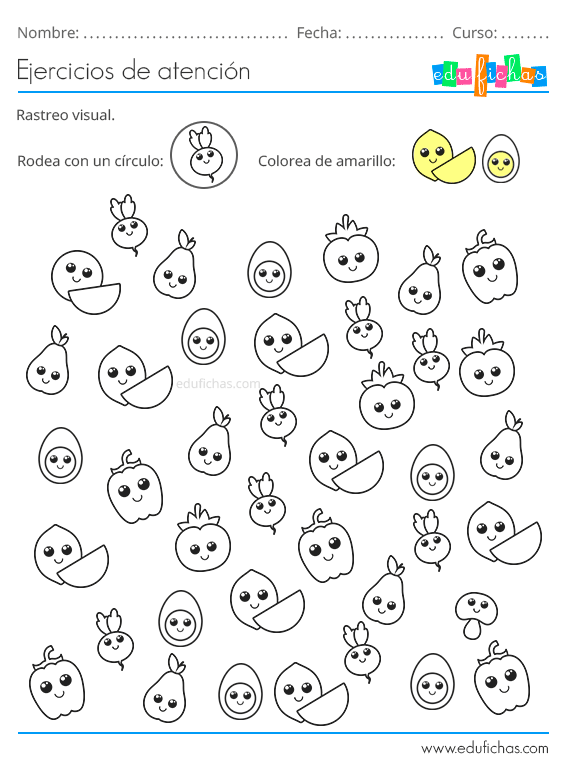 Nombre: ................................. Fecha: ................ Curso: ........
Ejercicios de atención
edufichas
Rastreo visual.
Rodea con un círculo:
Colorea de amarillo:
edufichas.com
www.edufichas.com